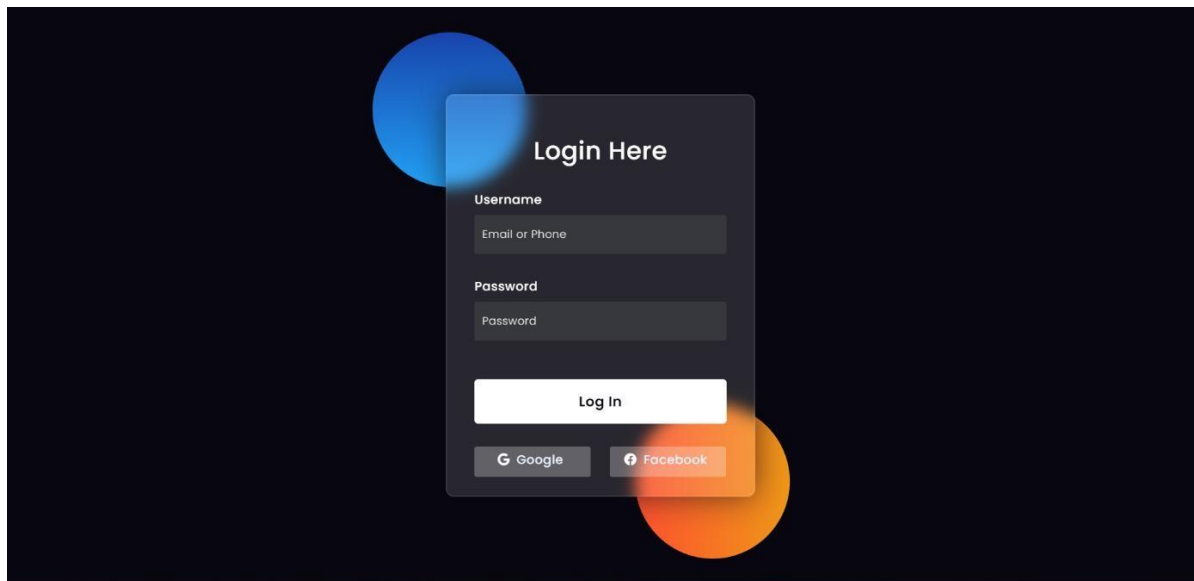 Login Here
Username
Email or Phone
Password
Password
Log In
Google Facebook